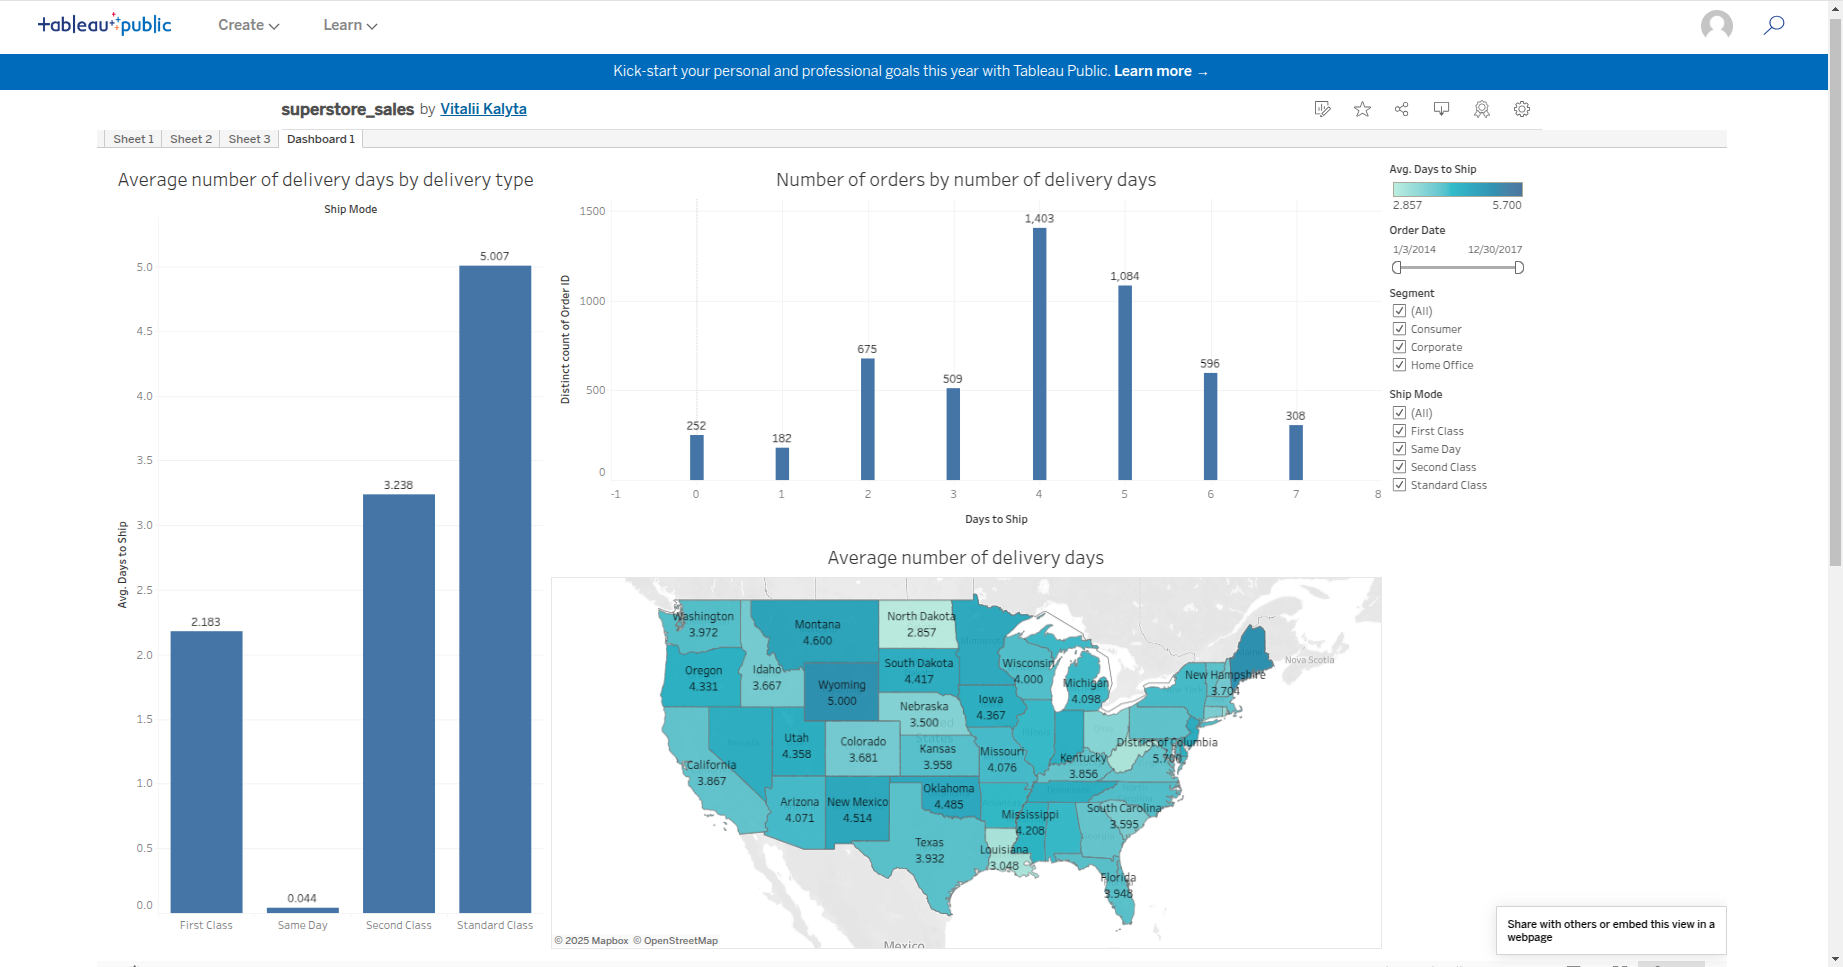 tableau public
Create
Learn
Kick-start your personal and professional goals this year with Tableau Public. Learn more →
superstore_sales by Vitalii Kalyta
Sheet 1
Sheet 2
Sheet 3
Dashboard 1
Average number of delivery days by delivery type
Ship Mode
Avg. Days to Ship
5.0
4.5
4.0
3.5
3.0
2.5
2.0
1.5
1.0
0.5
0.0
2.183
0.044
3.238
5.007
First Class
Same Day
Second Class
Standard Class
Number of orders by number of delivery days
Distinct count of Order ID
1500
1000
500
0
252
182
675
509
1,403
1,084
596
308
-1
0
1
2
3
4
5
6
7
8
Days to Ship
Average number of delivery days
Washington
3.972
Montana
4.600
North Dakota
2.857
Oregon
4.331
Idaho
3.667
Wyoming
5.000
South Dakota
4.417
Wisconsin
4.000
Michigan
4.098
New Hampshire
3.704
Nova Scotia
Nebraska
3.500
Iowa
4.367
Utah
4.358
Colorado
3.681
Kansas
3.958
Missouri
4.076
Kentucky
3.856
District of Columbia
5.700
California
3.867
Arizona
4.071
New Mexico
4.514
Oklahoma
4.485
Mississippi
4.208
South Carolina
3.595
Texas
3.932
Louisiana
3.048
Florida
3.948
Mexico
© 2025 Mapbox © OpenStreetMap
Avg. Days to Ship
2.857
5.700
Order Date
1/3/2014
12/30/2017
Segment
(All)
Consumer
Corporate
Home Office
Ship Mode
(All)
First Class
Same Day
Second Class
Standard Class
Share with others or embed this view in a
webpage